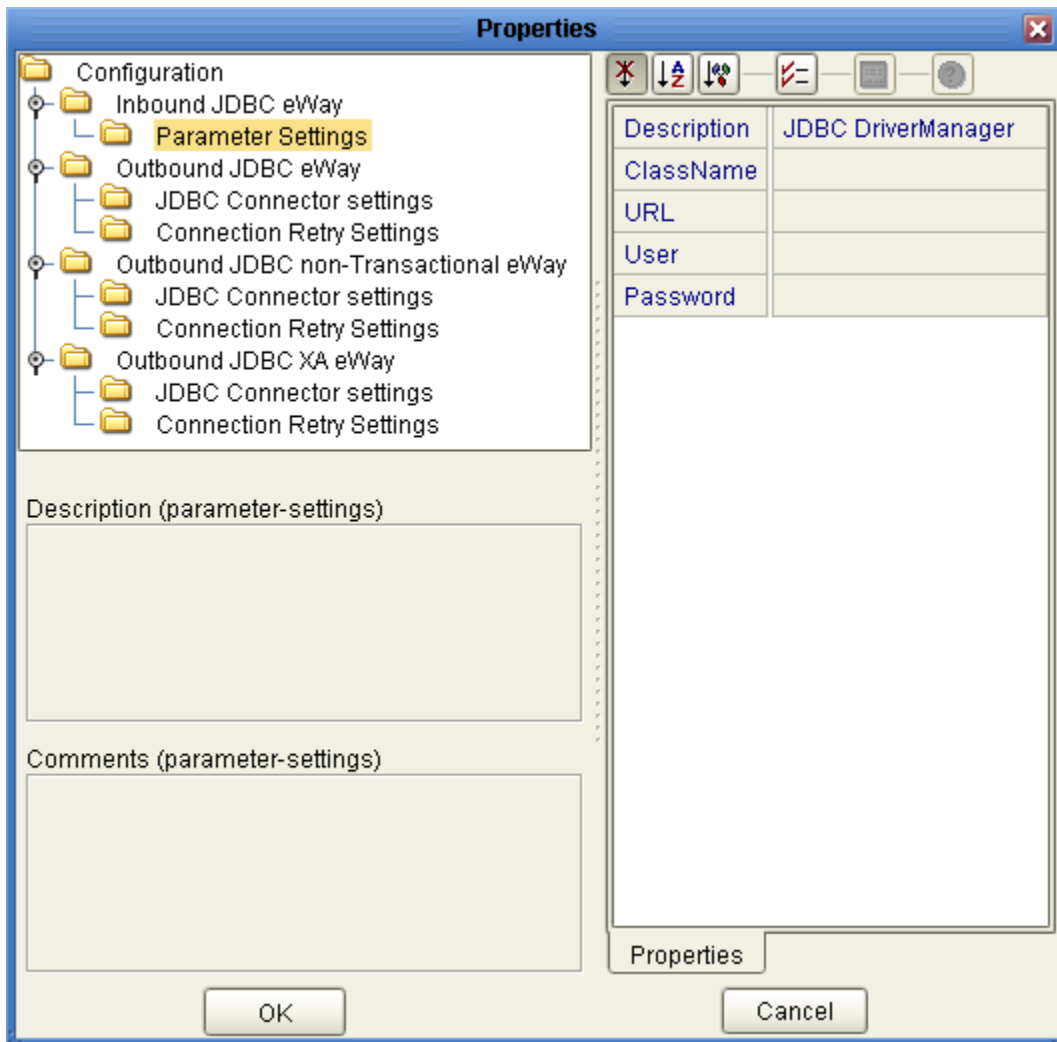 Properties
Configuration
Inbound JDBC eWay
Parameter Settings
Outbound JDBC eWay
JDBC Connector settings
Connection Retry Settings
Outbound JDBC non-Transactional eWay
JDBC Connector settings
Connection Retry Settings
Outbound JDBC XA eWay
JDBC Connector settings
Connection Retry Settings
Description (parameter-settings)
Comments (parameter-settings)
Description JDBC DriverManager
ClassName
URL
User
Password
Properties
OK
Cancel